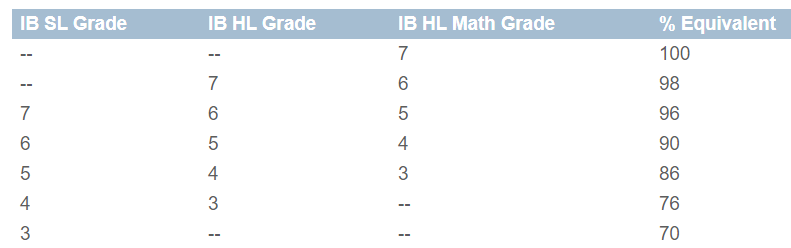 IB SL Grade IB HL Grade IB HL Math Grade % Equivalent
-- -- 7 100
-- 7 6 98
7 6 5 96
6 5 4 90
5 4 3 86
4 3 -- 76
3 -- -- 70